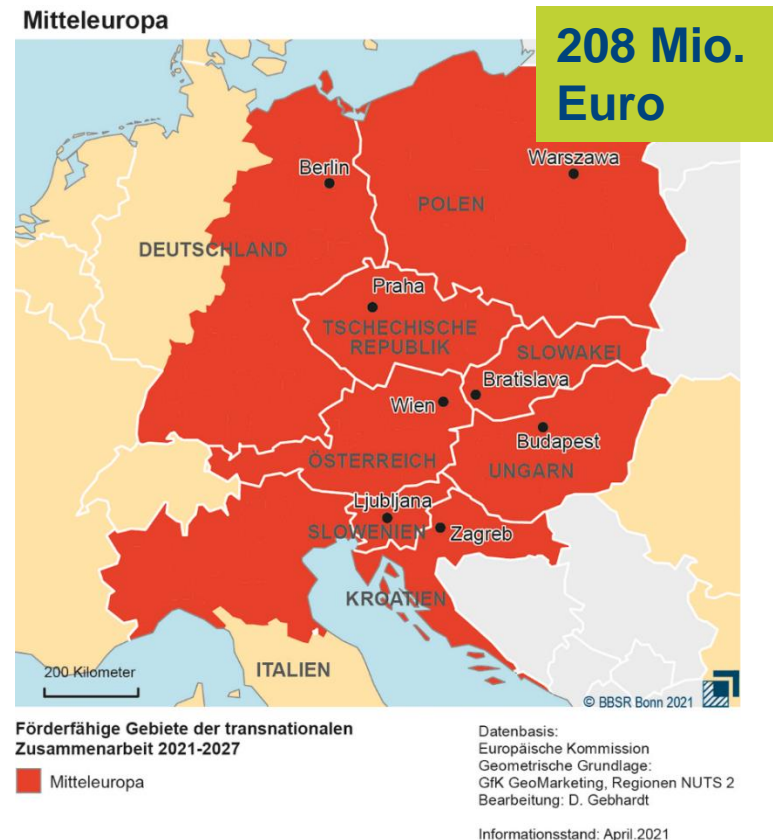 Mitteleuropa
208 Mio.
Euro
Berlin
Warszawa
POLEN
DEUTSCHLAND
Praha
TSCHECHISCHE
REPUBLIK
SLOWAKEI
Bratislava
Wien
Budapest
ÖSTERREICH
UNGARN
Ljubljana
SLOWENIEN
Zagreb
KROATIEN
ITALIEN
200 Kilometer
© BBSR Bonn 2021
Förderfähige Gebiete der transnationalen
Zusammenarbeit 2021-2027
Mitteleuropa
Datenbasis:
Europäische Kommission
Geometrische Grundlage:
GfK GeoMarketing, Regionen NUTS 2
Bearbeitung: D. Gebhardt
Informationsstand: April.2021